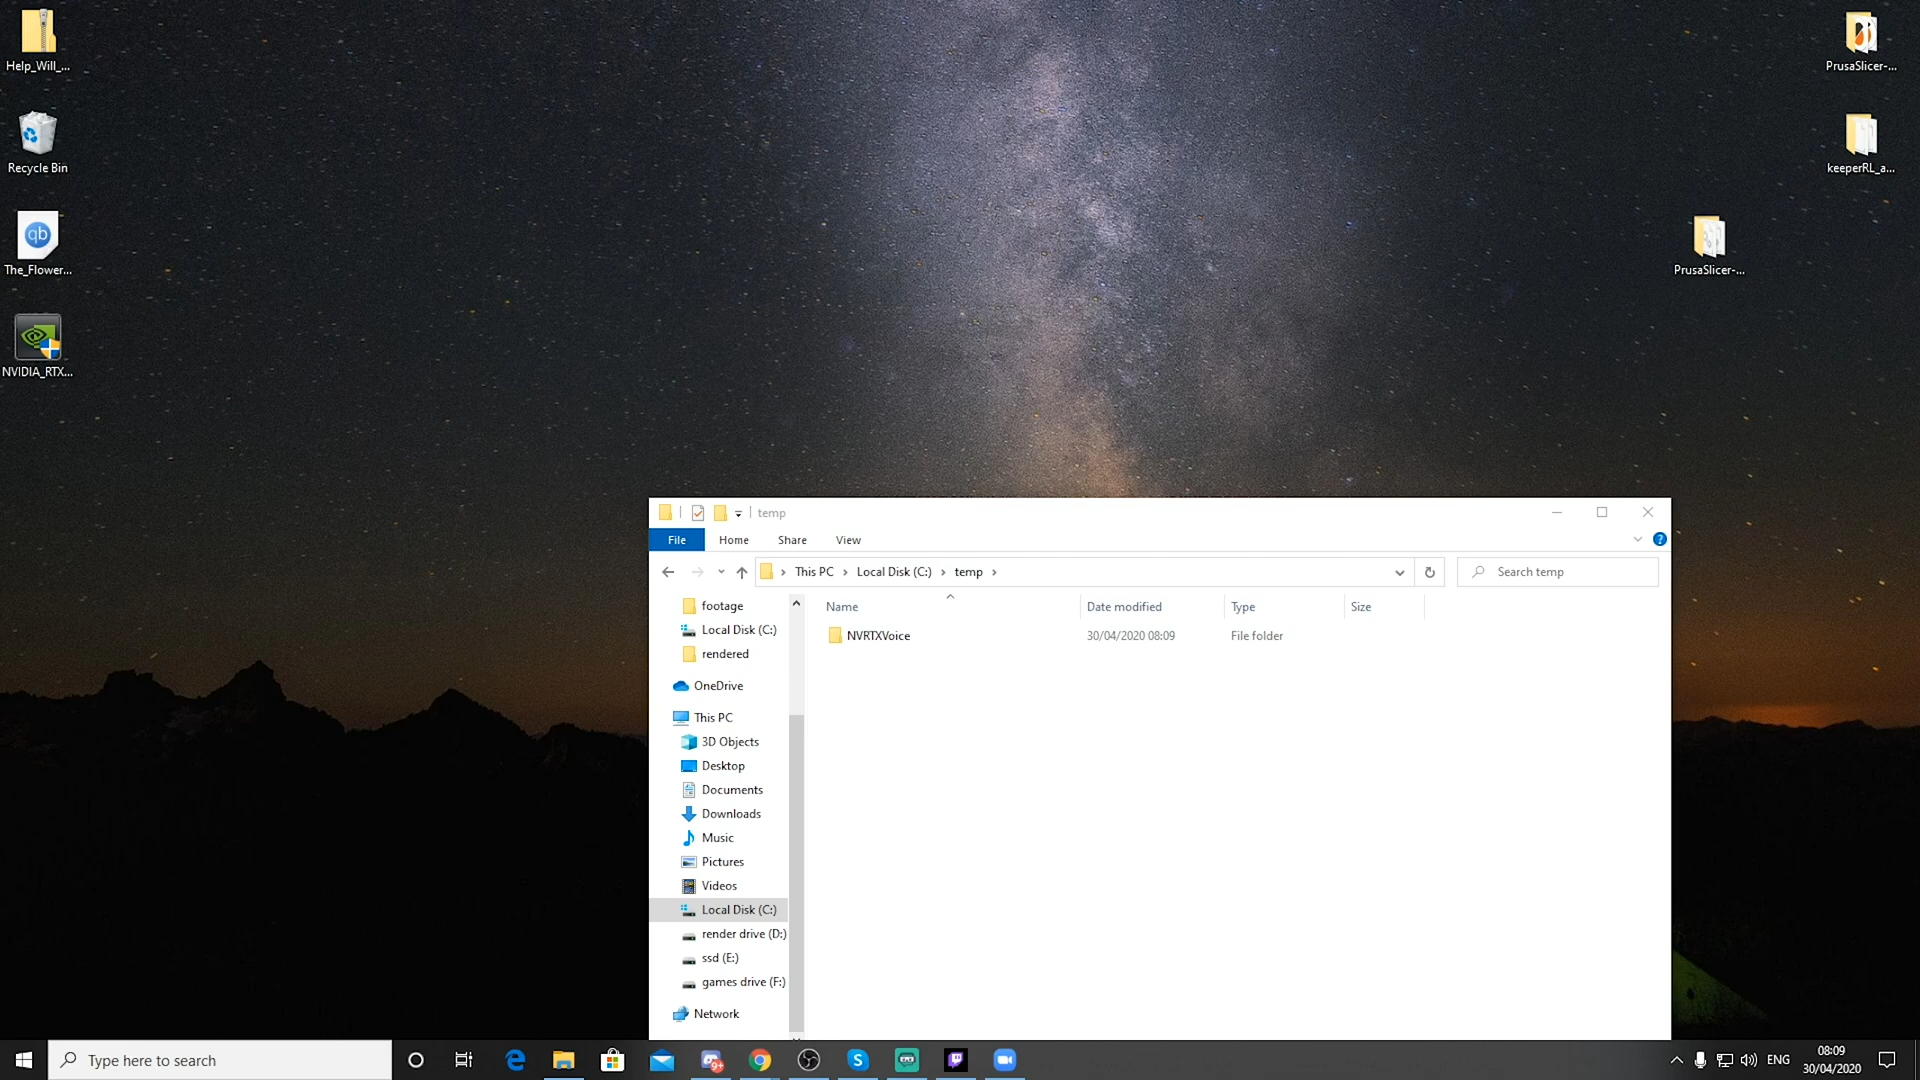 Help_Will_...
Recycle Bin
qb
The_Flower...
NVIDIA_RTX...
PrusaSlicer-...
keeperRL_a...
PrusaSlicer-...
temp
File
Home
Share
View
This PC
Local Disk (C:)
temp
Search temp
Name
Date modified
Type
Size
NVRTXVoice
30/04/2020 08:09
File folder
footage
Local Disk (C:)
rendered
OneDrive
This PC
3D Objects
Desktop
Documents
Downloads
Music
Pictures
Videos
Local Disk (C:)
render drive (D:)
ssd (E:)
games drive (F:)
Network
Type here to search
9+
ENG
08:09
30/04/2020